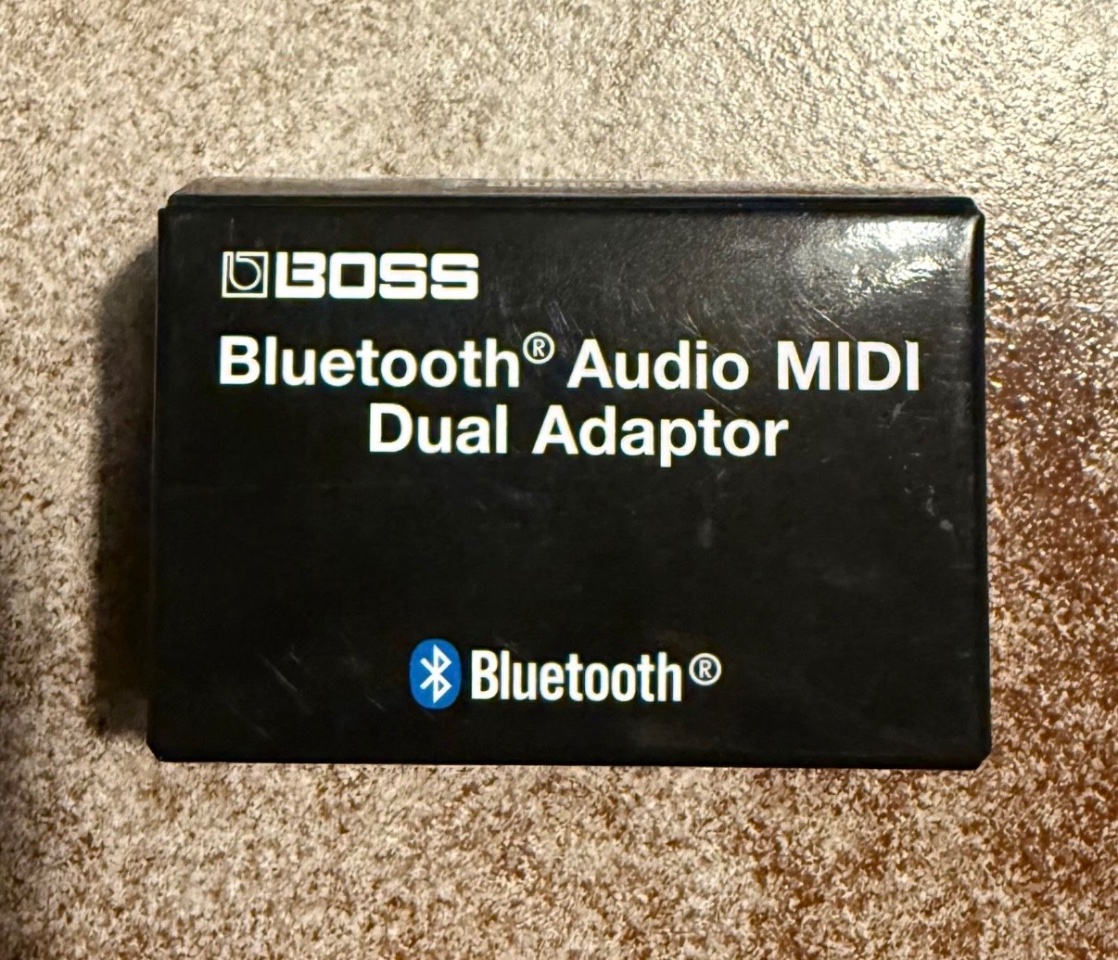 BOSS
Bluetooth® Audio MIDI
Dual Adaptor
Bluetooth®